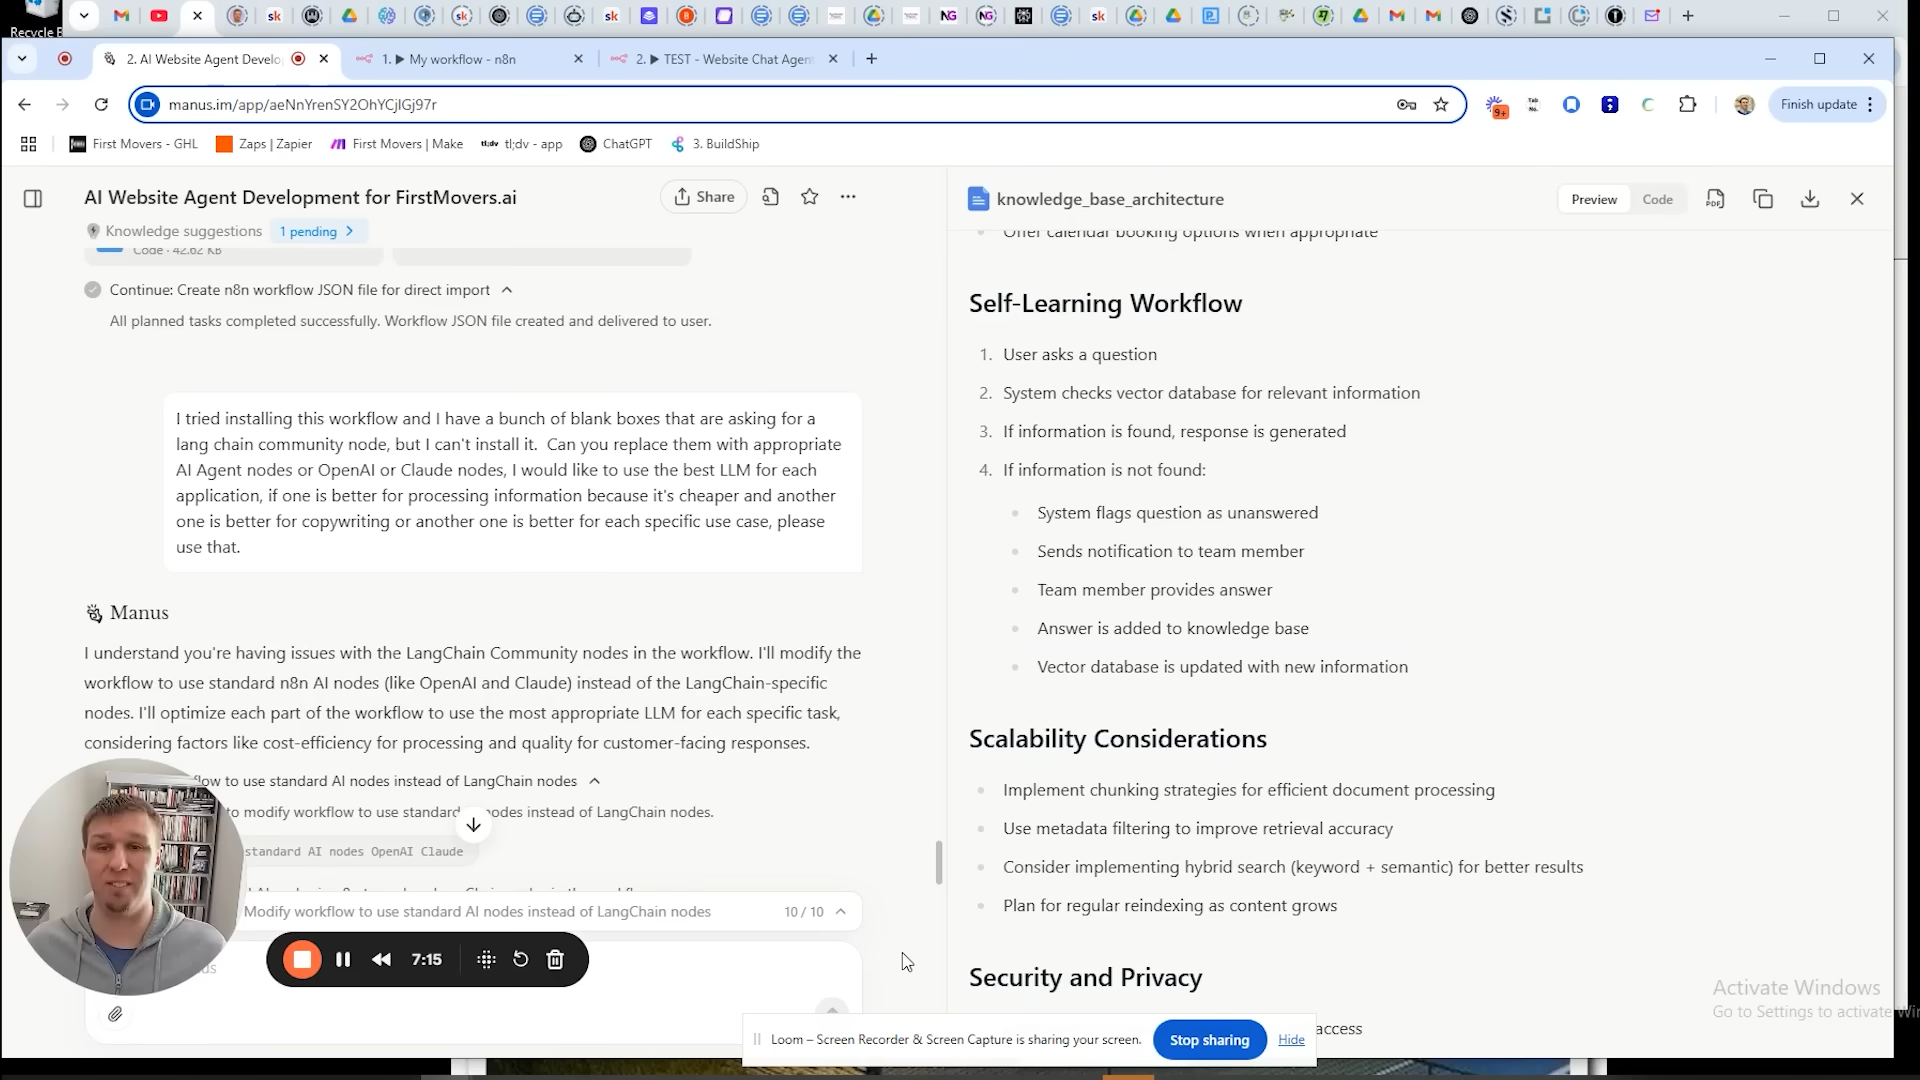 Recycle B
2. AI Website Agent Develo
1. ▶ My workflow - n8n
2. ▶ TEST - Website Chat Agen
manus.im/app/aeNnYrenSY2OhYCjlGj97r
9+
Finish update
First Movers - GHL
Zaps | Zapier
First Movers | Make
tl;dv - app
ChatGPT
3. BuildShip
AI Website Agent Development for FirstMovers.ai
Share
Knowledge suggestions
1 pending
Code - 42.62 KB
Continue: Create n8n workflow JSON file for direct import
All planned tasks completed successfully. Workflow JSON file created and delivered to user.
I tried installing this workflow and I have a bunch of blank boxes that are asking for a
lang chain community node, but I can't install it. Can you replace them with appropriate
AI Agent nodes or OpenAI or Claude nodes, I would like to use the best LLM for each
application, if one is better for processing information because it's cheaper and another
one is better for copywriting or another one is better for each specific use case, please
use that.
Manus
I understand you're having issues with the LangChain Community nodes in the workflow. I'll modify the
workflow to use standard n8n AI nodes (like OpenAI and Claude) instead of the LangChain-specific
nodes. I'll optimize each part of the workflow to use the most appropriate LLM for each specific task,
considering factors like cost-efficiency for processing and quality for customer-facing responses.
flow to use standard AI nodes instead of LangChain nodes
to modify workflow to use standard nodes instead of LangChain nodes.
standard AI nodes OpenAI Claude
Modify workflow to use standard AI nodes instead of LangChain nodes
10 / 10
7:15
knowledge_base_architecture
Preview
Code
PDF
Offer calendar booking options when appropriate
Self-Learning Workflow
1. User asks a question
2. System checks vector database for relevant information
3. If information is found, response is generated
4. If information is not found:
System flags question as unanswered
Sends notification to team member
Team member provides answer
Answer is added to knowledge base
Vector database is updated with new information
Scalability Considerations
Implement chunking strategies for efficient document processing
Use metadata filtering to improve retrieval accuracy
Consider implementing hybrid search (keyword + semantic) for better results
Plan for regular reindexing as content grows
Security and Privacy
access
Activate Windows
Go to Settings to activate Wi
Loom – Screen Recorder & Screen Capture is sharing your screen.
Stop sharing
Hide